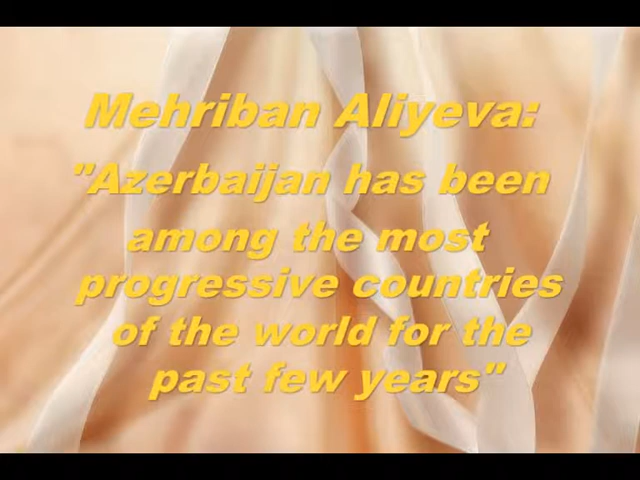 Mehriban Aliyeva:
"Azerbaijan has been
among the most
progressive countries
of the world for the
past few years"